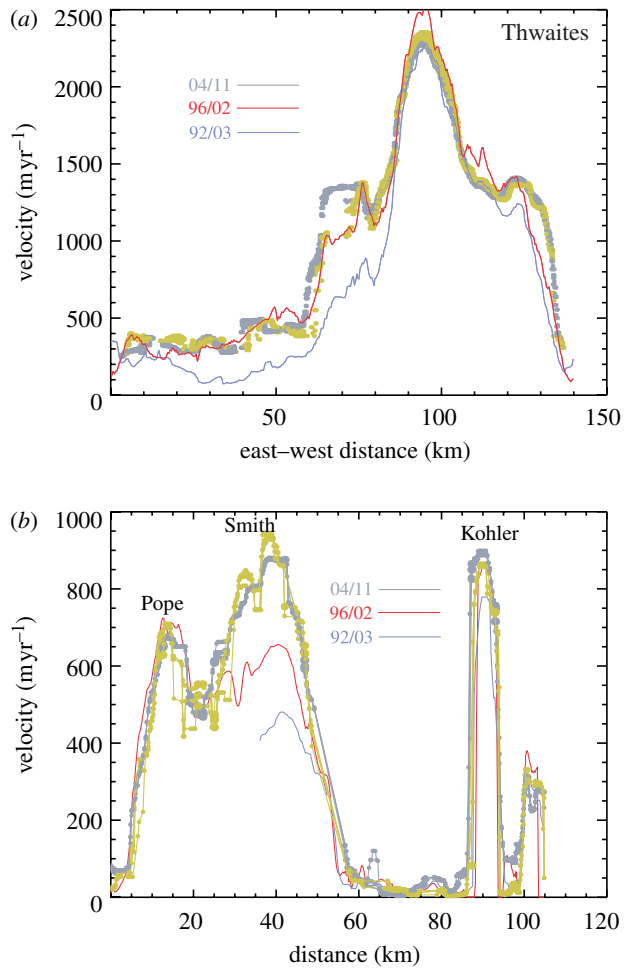 (a)
2500
Thwaites
04/11
2000
96/02
92/03
velocity (m yr⁻¹)
1500
1000
500
0
50
100
150
east–west distance (km)
(b)
1000
Smith
Kohler
800
04/11
Pope
96/02
92/03
600
velocity (m yr⁻¹)
400
200
0
20
40
60
80
100
120
distance (km)